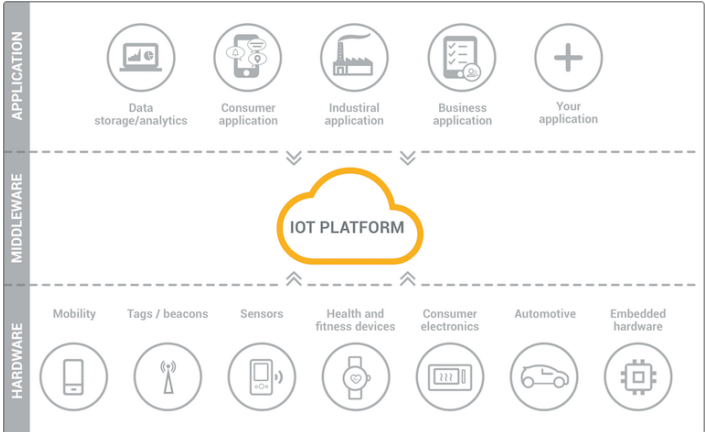 APPLICATION
Data
storage/analytics
Consumer
application
Industiral
application
Business
application
Your
application
MIDDLEWARE
IOT PLATFORM
HARDWARE
Mobility
Tags / beacons
Sensors
Health and
fitness devices
Consumer
electronics
Automotive
Embedded
hardware